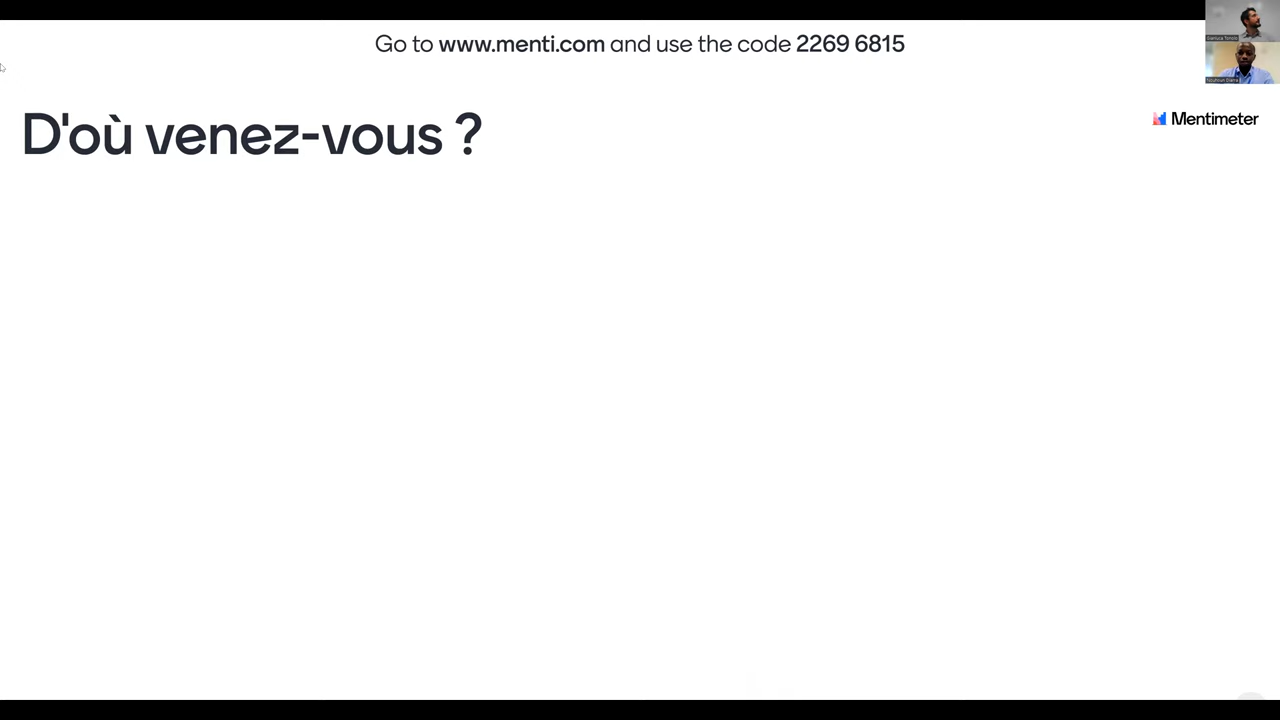 Go to www.menti.com and use the code 2269 6815
D'où venez-vous ?
Mentimeter